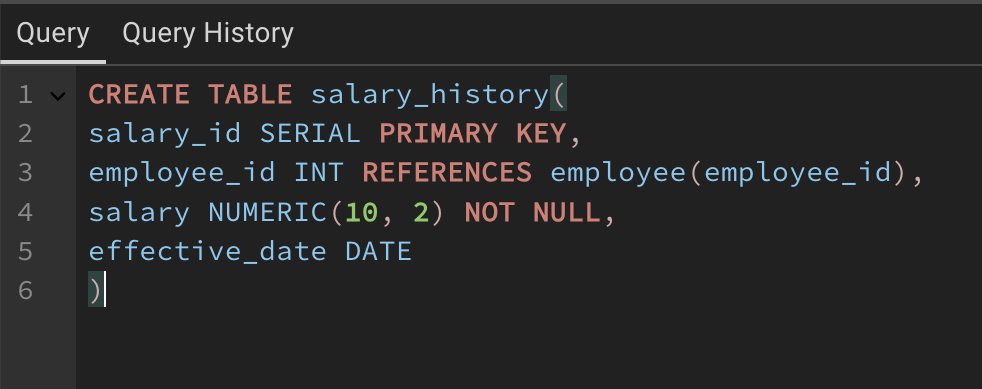 Query Query History
1 CREATE TABLE salary_history(
2 salary_id SERIAL PRIMARY KEY,
3 employee_id INT REFERENCES employee(employee_id),
4 salary NUMERIC(10, 2) NOT NULL,
5 effective_date DATE
6 )